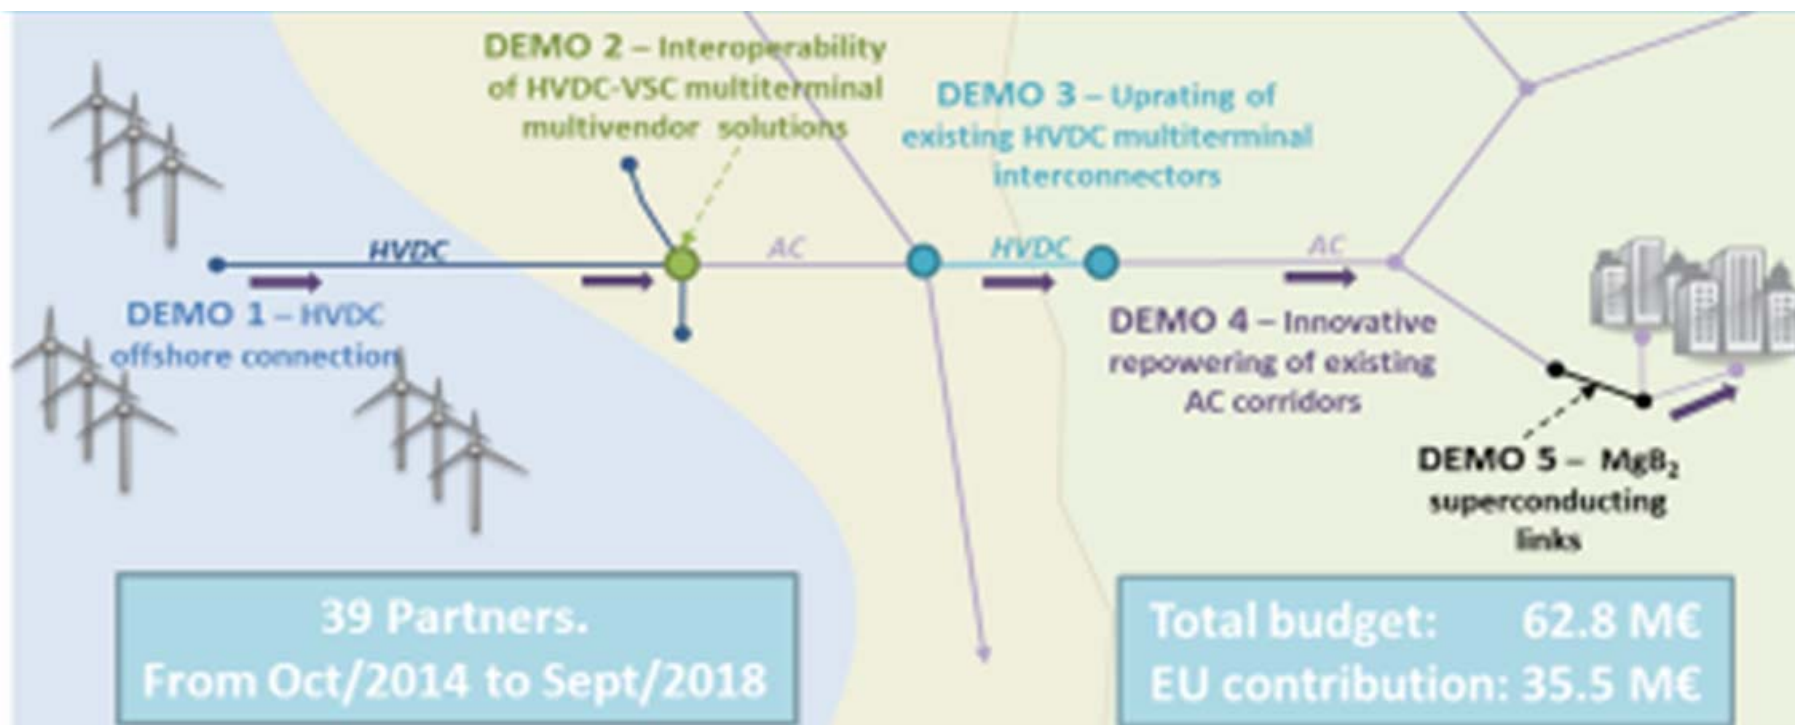 DEMO 2 – Interoperability
of HVDC-VSC multiterminal
multivendor solutions
DEMO 3 – Uprating of
existing HVDC multiterminal
interconnectors
HVDC
AC
HVDC
AC
DEMO 1 – HVDC
offshore connection
DEMO 4 – Innovative
repowering of existing
AC corridors
DEMO 5 – MgB₂
superconducting
links
39 Partners.
From Oct/2014 to Sept/2018
Total budget: 62.8 M€
EU contribution: 35.5 M€